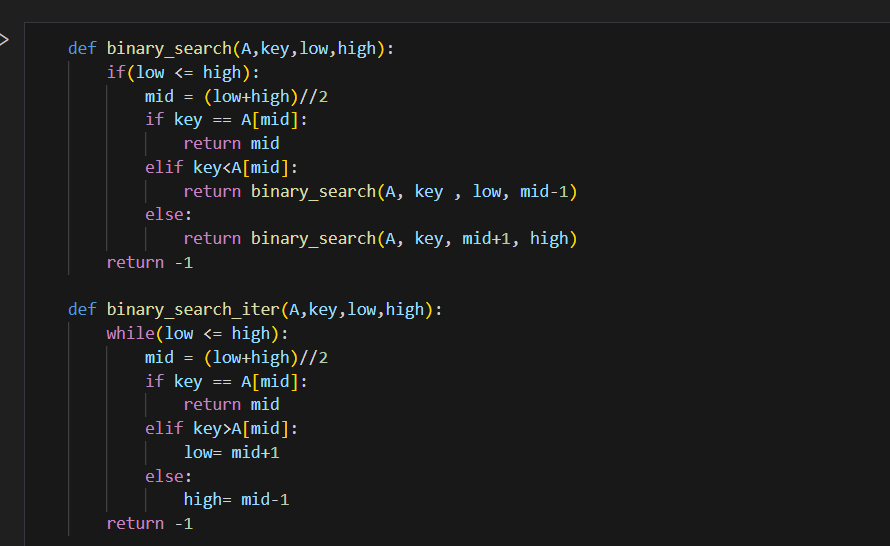 def binary_search(A,key,low,high):
    if(low <= high):
        mid = (low+high)//2
        if key == A[mid]:
            return mid
        elif key<A[mid]:
            return binary_search(A, key , low, mid-1)
        else:
            return binary_search(A, key, mid+1, high)
    return -1

def binary_search_iter(A,key,low,high):
    while(low <= high):
        mid = (low+high)//2
        if key == A[mid]:
            return mid
        elif key>A[mid]:
            low= mid+1
        else:
            high= mid-1
    return -1